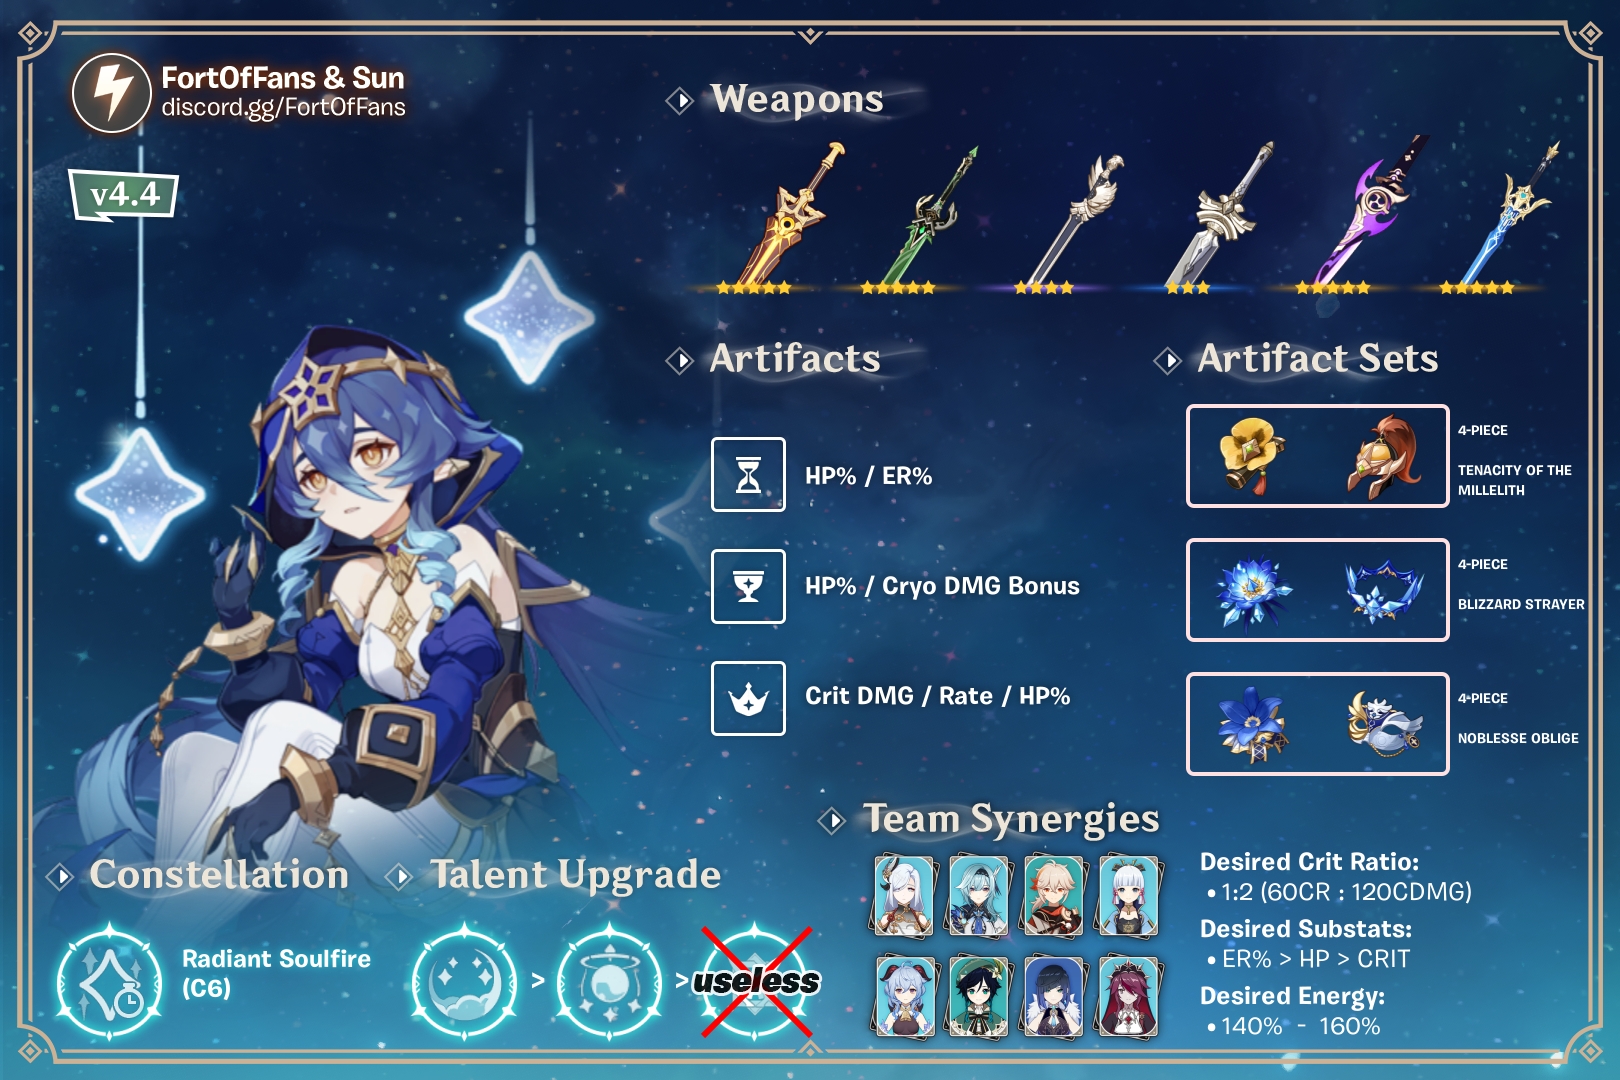 FortOfFans & Sun
discord.gg/FortOfFans
v4.4
Weapons
Artifacts
HP% / ER%
HP% / Cryo DMG Bonus
Crit DMG / Rate / HP%
Artifact Sets
4-PIECE
TENACITY OF THE
MILLELITH
4-PIECE
BLIZZARD STRAYER
4-PIECE
NOBLESSE OBLIGE
Constellation
Radiant Soulfire
(C6)
Talent Upgrade
> > useless
Team Synergies
Desired Crit Ratio:
• 1:2 (60CR : 120CDMG)
Desired Substats:
• ER% > HP > CRIT
Desired Energy:
• 140% - 160%